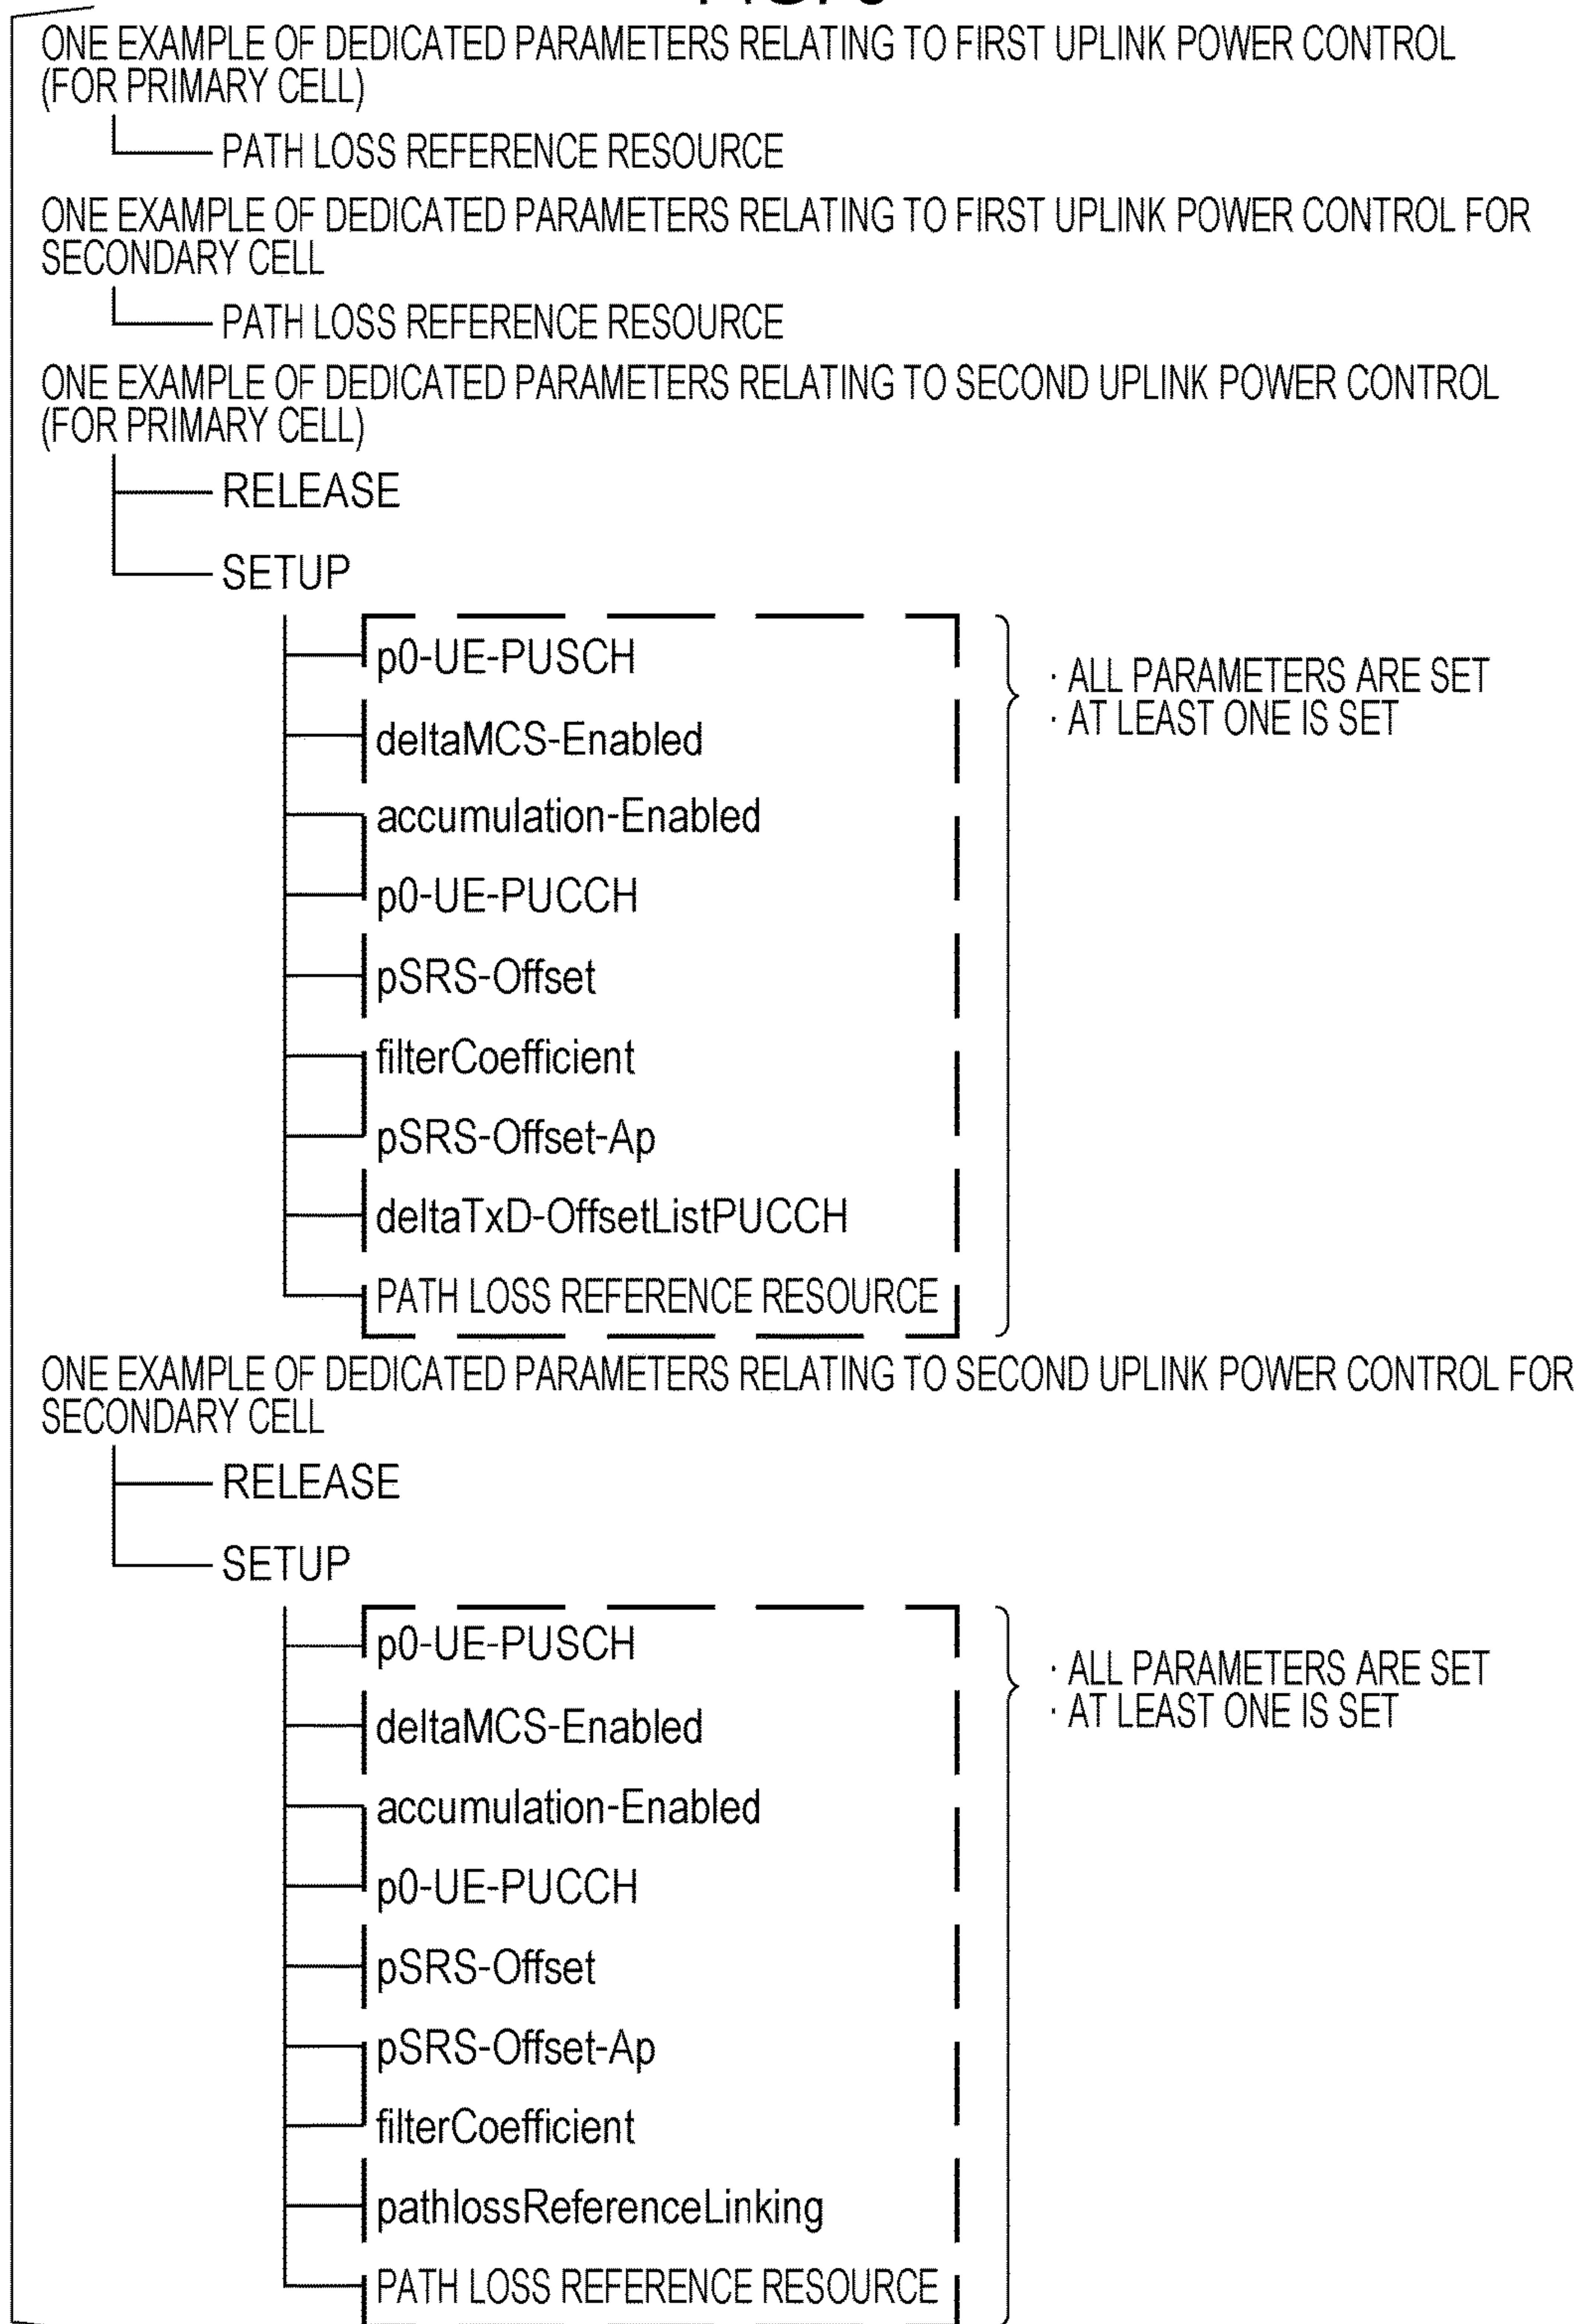 ONE EXAMPLE OF DEDICATED PARAMETERS RELATING TO FIRST UPLINK POWER CONTROL
(FOR PRIMARY CELL)
PATH LOSS REFERENCE RESOURCE
ONE EXAMPLE OF DEDICATED PARAMETERS RELATING TO FIRST UPLINK POWER CONTROL FOR
SECONDARY CELL
PATH LOSS REFERENCE RESOURCE
ONE EXAMPLE OF DEDICATED PARAMETERS RELATING TO SECOND UPLINK POWER CONTROL
(FOR PRIMARY CELL)
RELEASE
SETUP
p0-UE-PUSCH
· ALL PARAMETERS ARE SET
· AT LEAST ONE IS SET
deltaMCS-Enabled
accumulation-Enabled
p0-UE-PUCCH
pSRS-Offset
filterCoefficient
pSRS-Offset-Ap
deltaTxD-OffsetListPUCCH
PATH LOSS REFERENCE RESOURCE
ONE EXAMPLE OF DEDICATED PARAMETERS RELATING TO SECOND UPLINK POWER CONTROL FOR
SECONDARY CELL
RELEASE
SETUP
p0-UE-PUSCH
· ALL PARAMETERS ARE SET
· AT LEAST ONE IS SET
deltaMCS-Enabled
accumulation-Enabled
p0-UE-PUCCH
pSRS-Offset
pSRS-Offset-Ap
filterCoefficient
pathlossReferenceLinking
PATH LOSS REFERENCE RESOURCE